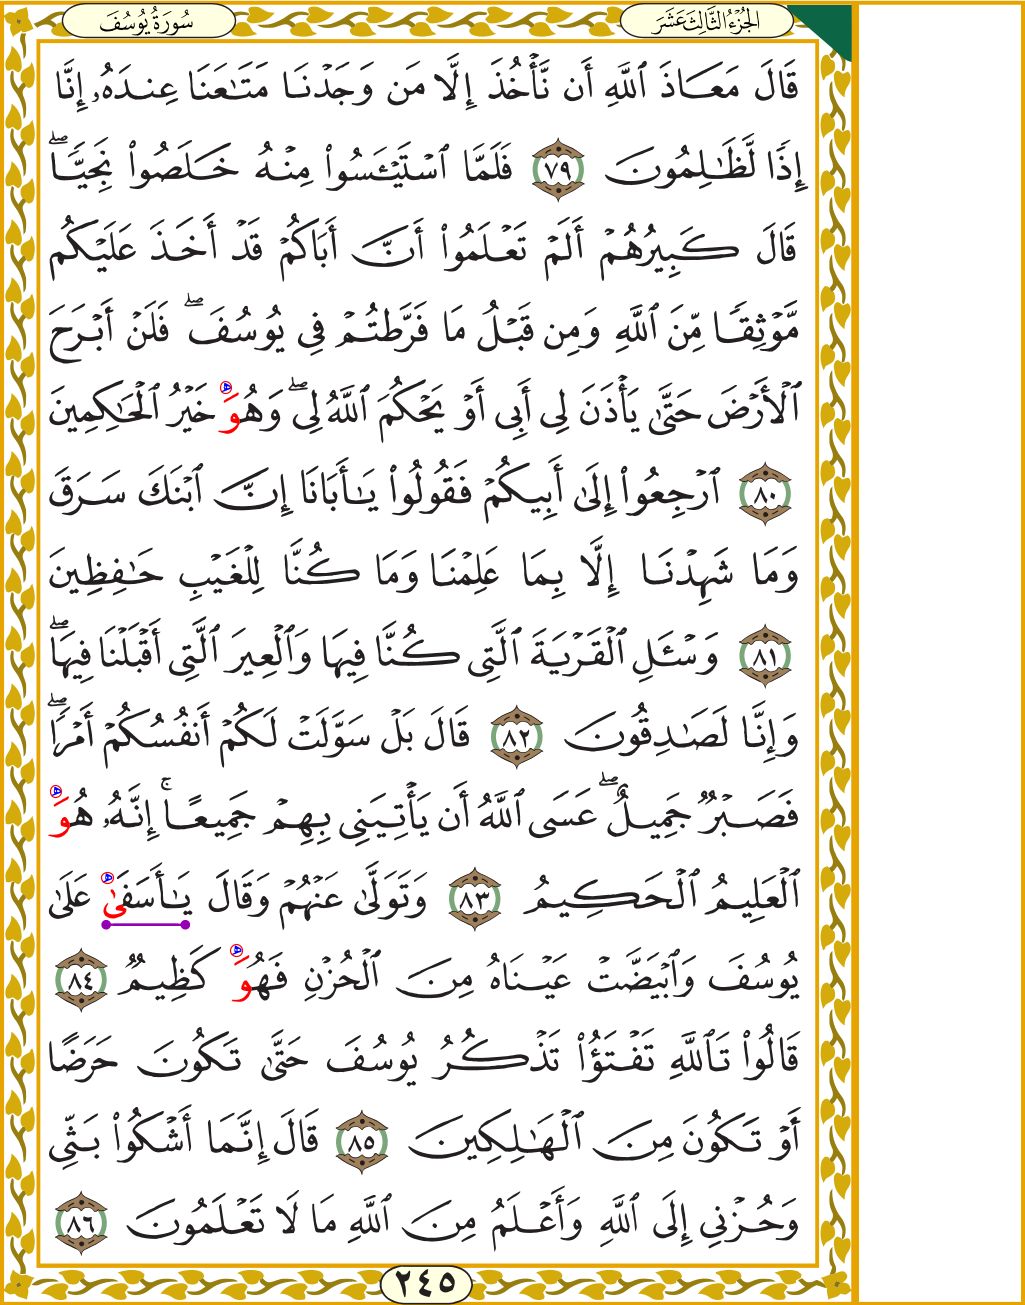 الجُزْءُ الثَّالِثَ عَشَرَ
سُورَةُ يُوسُفَ
قَالَ مَعَاذَ ٱللَّهِ أَن نَّأْخُذَ إِلَّا مَن وَجَدْنَا مَتَـٰعَنَا عِندَهُۥ إِنَّا
إِذًا لَّظَـٰلِمُونَ ٧٩ فَلَمَّا ٱسْتَيْـَٔسُوا۟ مِنْهُ خَلَصُوا۟ نَجِيًّاۖ
قَالَ كَبِيرُهُمْ أَلَمْ تَعْلَمُوا۟ أَنَّ أَبَاكُمْ قَدْ أَخَذَ عَلَيْكُم
مَّوْثِقًا مِّنَ ٱللَّهِ وَمِن قَبْلُ مَا فَرَّطتُمْ فِى يُوسُفَۖ فَلَنْ أَبْرَحَ
ٱلْأَرْضَ حَتَّىٰ يَأْذَنَ لِى أَبِى أَوْ يَحْكُمَ ٱللَّهُ لِىۖ وَهُوَ خَيْرُ ٱلْحَـٰكِمِينَ
٨٠ ٱرْجِعُوا۟ إِلَىٰ أَبِيكُمْ فَقُولُوا۟ يَـٰأَبَانَا إِنَّ ٱبْنَكَ سَرَقَ
وَمَا شَهِدْنَا إِلَّا بِمَا عَلِمْنَا وَمَا كُنَّا لِلْغَيْبِ حَـٰفِظِينَ
٨١ وَسْـَٔلِ ٱلْقَرْيَةَ ٱلَّتِى كُنَّا فِيهَا وَٱلْعِيرَ ٱلَّتِى أَقْبَلْنَا فِيهَاۖ
وَإِنَّا لَصَـٰدِقُونَ ٨٢ قَالَ بَلْ سَوَّلَتْ لَكُمْ أَنفُسُكُمْ أَمْرًاۖ
فَصَبْرٌ جَمِيلٌۖ عَسَى ٱللَّهُ أَن يَأْتِيَنِى بِهِمْ جَمِيعًاۚ إِنَّهُۥ هُوَ
ٱلْعَلِيمُ ٱلْحَكِيمُ ٨٣ وَتَوَلَّىٰ عَنْهُمْ وَقَالَ يَـٰأَسَفَىٰ عَلَىٰ
يُوسُفَ وَٱبْيَضَّتْ عَيْنَاهُ مِنَ ٱلْحُزْنِ فَهُوَ كَظِيمٌ ٨٤
قَالُوا۟ تَٱللَّهِ تَفْتَؤُا۟ تَذْكُرُ يُوسُفَ حَتَّىٰ تَكُونَ حَرَضًا
أَوْ تَكُونَ مِنَ ٱلْهَـٰلِكِينَ ٨٥ قَالَ إِنَّمَا أَشْكُوا۟ بَثِّى
وَحُزْنِى إِلَى ٱللَّهِ وَأَعْلَمُ مِنَ ٱللَّهِ مَا لَا تَعْلَمُونَ ٨٦
٢٤٥